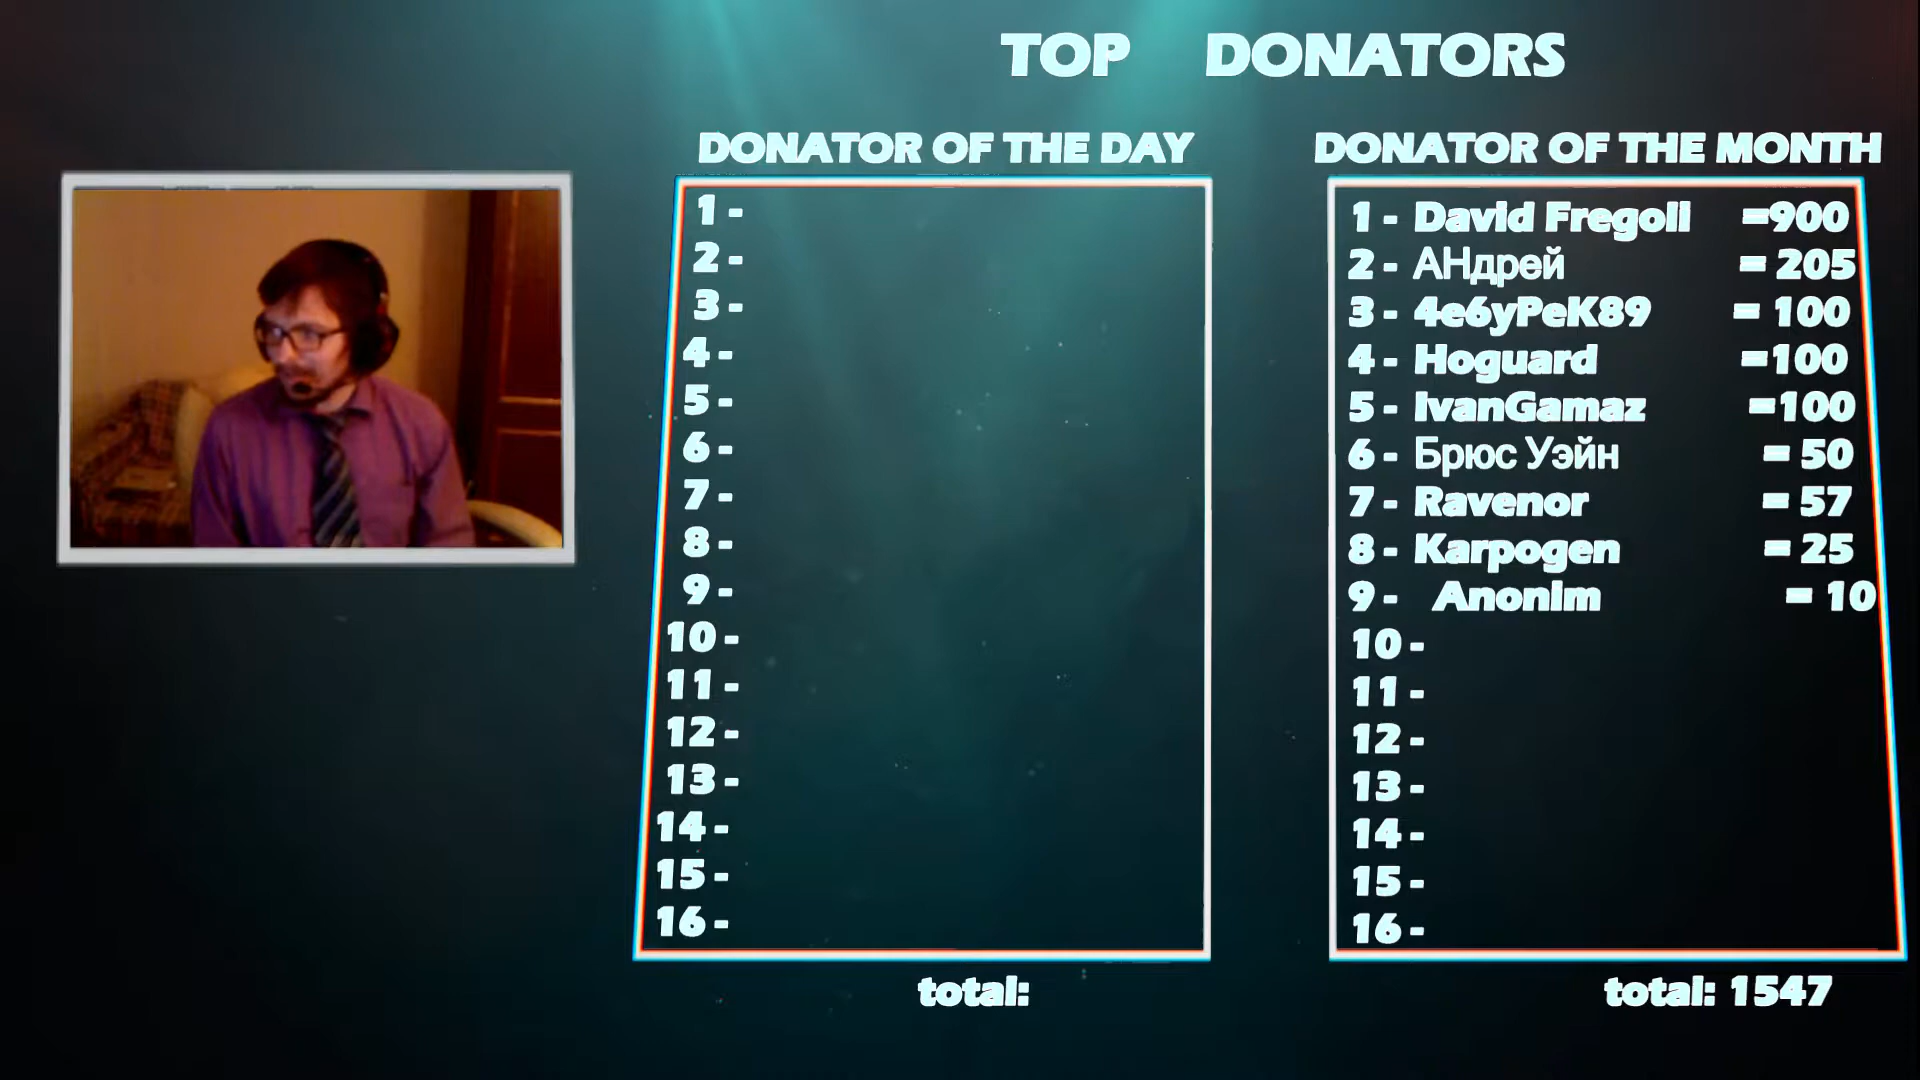 TOP DONATORS
DONATOR OF THE DAY
1 -
2 -
3 -
4 -
5 -
6 -
7 -
8 -
9 -
10 -
11 -
12 -
13 -
14 -
15 -
16 -
total:
DONATOR OF THE MONTH
1 - David Fregoli =900
2 - АНдрей = 205
3 - 4e6yPeK89 = 100
4 - Hoguard =100
5 - IvanGamaz =100
6 - Брюс Уэйн = 50
7 - Ravenor = 57
8 - Karpogen = 25
9 - Anonim = 10
10 -
11 -
12 -
13 -
14 -
15 -
16 -
total: 1547